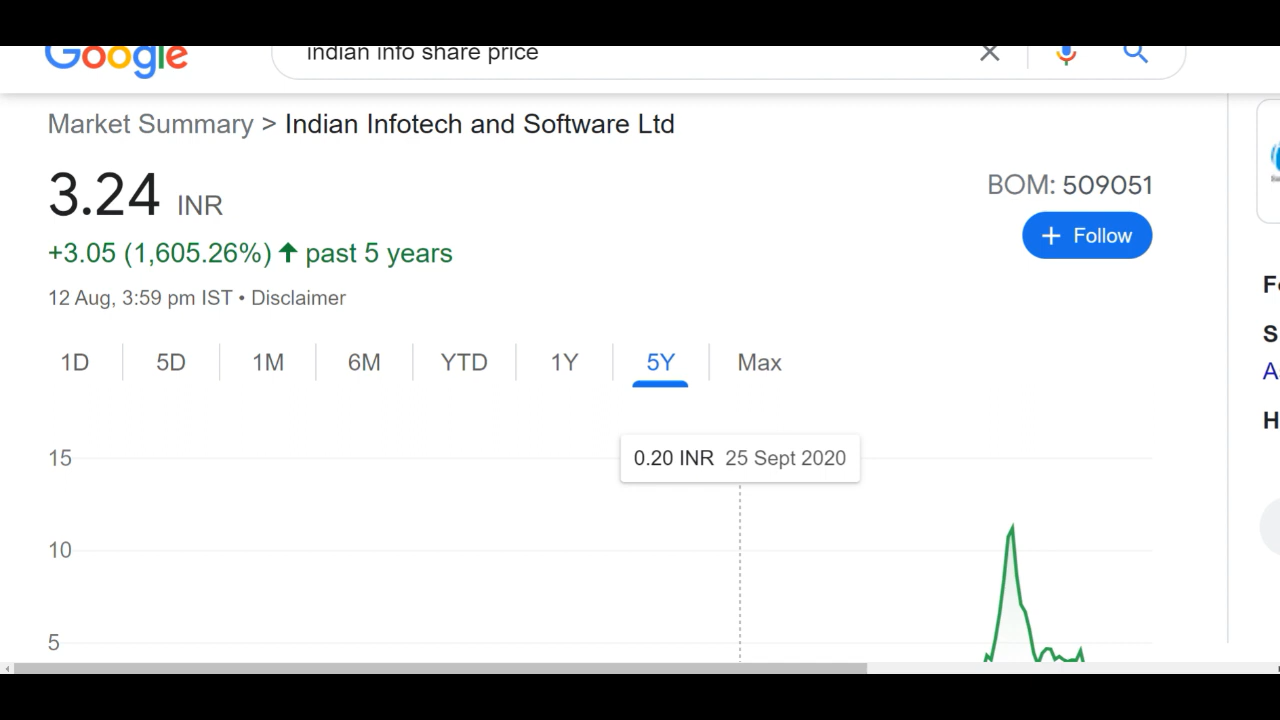 Google
indian info share price
Market Summary > Indian Infotech and Software Ltd
3.24 INR
BOM: 509051
+ Follow
+3.05 (1,605.26%) ↑ past 5 years
12 Aug, 3:59 pm IST • Disclaimer
1D 5D 1M 6M YTD 1Y 5Y Max
0.20 INR 25 Sept 2020
15
10
5
S
A
H